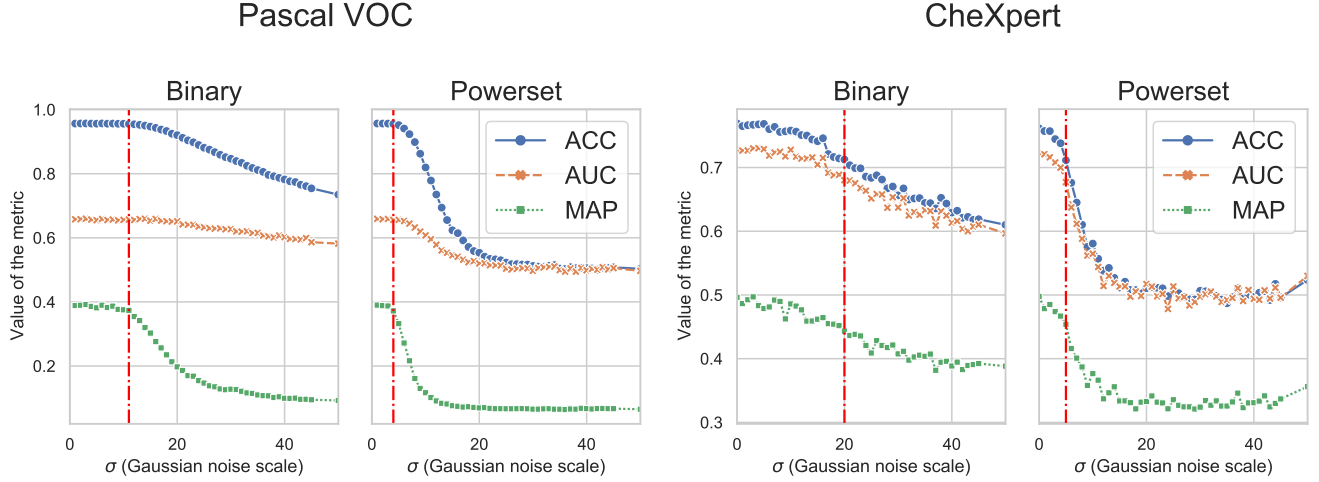 Pascal VOC
CheXpert
Binary
Powerset
Binary
Powerset
Value of the metric
1.0
0.8
0.6
0.4
0.2
0
20
40
σ (Gaussian noise scale)
ACC
AUC
MAP
0
20
40
σ (Gaussian noise scale)
Value of the metric
0.7
0.6
0.5
0.4
0.3
0
20
40
σ (Gaussian noise scale)
ACC
AUC
MAP
0
20
40
σ (Gaussian noise scale)